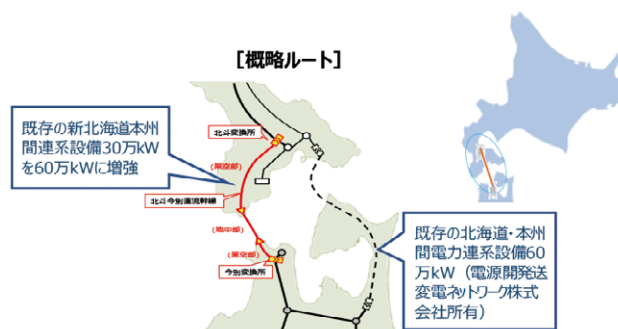 ［概略ルート］
既存の新北海道本州
間連系設備30万kW
を60万kWに増強
北斗変換所
(架空部)
北斗今別直流幹線
(地中部)
(架空部)
今別変換所
既存の北海道・本州
間電力連系設備60
万kW（電源開発送
変電ネットワーク株式
会社所有）